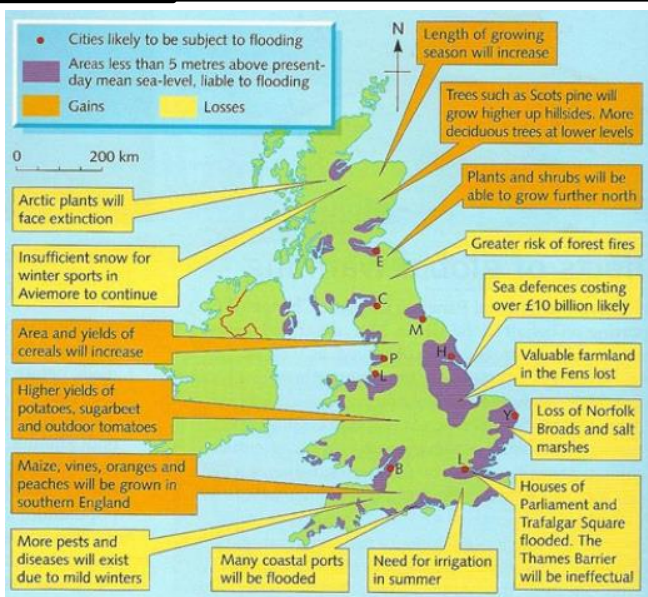 Cities likely to be subject to flooding
Areas less than 5 metres above present-
day mean sea-level, liable to flooding
Gains
Losses
0 200 km
N
Length of growing
season will increase
Trees such as Scots pine will
grow higher up hillsides. More
deciduous trees at lower levels
Plants and shrubs will be
able to grow further north
Greater risk of forest fires
Sea defences costing
over £10 billion likely
Valuable farmland
in the Fens lost
Loss of Norfolk
Broads and salt
marshes
Houses of
Parliament and
Trafalgar Square
flooded. The
Thames Barrier
will be ineffectual
Arctic plants will
face extinction
Insufficient snow for
winter sports in
Aviemore to continue
Area and yields of
cereals will increase
Higher yields of
potatoes, sugarbeet
and outdoor tomatoes
Maize, vines, oranges and
peaches will be grown in
southern England
More pests and
diseases will exist
due to mild winters
Many coastal ports
will be flooded
Need for irrigation
in summer
E
C
M
H
P
L
Y
B
L